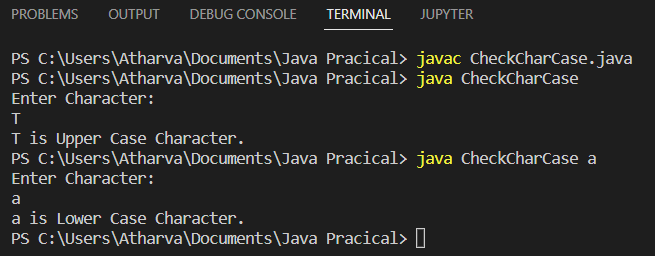 PROBLEMS OUTPUT DEBUG CONSOLE TERMINAL JUPYTER
PS C:\Users\Atharva\Documents\Java Pracical> javac CheckCharCase.java
PS C:\Users\Atharva\Documents\Java Pracical> java CheckCharCase
Enter Character:
T
T is Upper Case Character.
PS C:\Users\Atharva\Documents\Java Pracical> java CheckCharCase a
Enter Character:
a
a is Lower Case Character.
PS C:\Users\Atharva\Documents\Java Pracical>